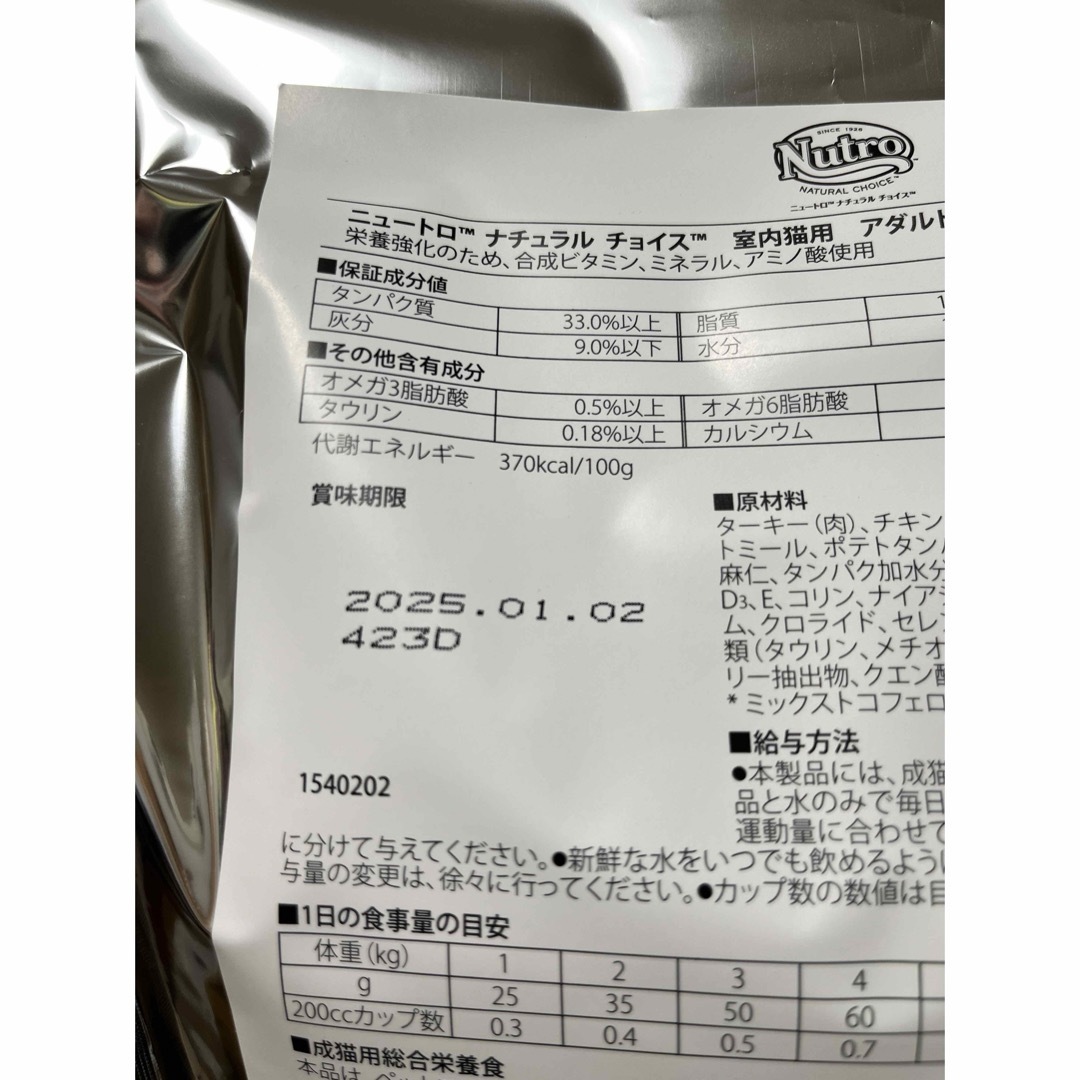 SINCE 1926
Nutro™
NATURAL CHOICE™
ニュートロ™ ナチュラル チョイス™
ニュートロ™ ナチュラル チョイス™ 室内猫用 アダルト
栄養強化のため、合成ビタミン、ミネラル、アミノ酸使用
■保証成分値
タンパク質 33.0%以上 脂質
灰分 9.0%以下 水分
■その他含有成分
オメガ3脂肪酸 0.5%以上 オメガ6脂肪酸
タウリン 0.18%以上 カルシウム
代謝エネルギー 370kcal/100g
賞味期限
2025.01.02
423D
1540202
■原材料
ターキー(肉)、チキン
トミール、ポテトタンパ
麻仁、タンパク加水分
D3、E、コリン、ナイアシ
ム、クロライド、セレン
類(タウリン、メチオ
リー抽出物、クエン酸
*ミックストコフェロ
■給与方法
●本製品には、成猫
品と水のみで毎日
運動量に合わせて
に分けて与えてください。●新鮮な水をいつでも飲めるように
与量の変更は、徐々に行ってください。●カップ数の数値は目
■1日の食事量の目安
体重(kg) 1 2 3 4
g 25 35 50 60
200ccカップ数 0.3 0.4 0.5 0.7
■成猫用総合栄養食
本品は、ペット